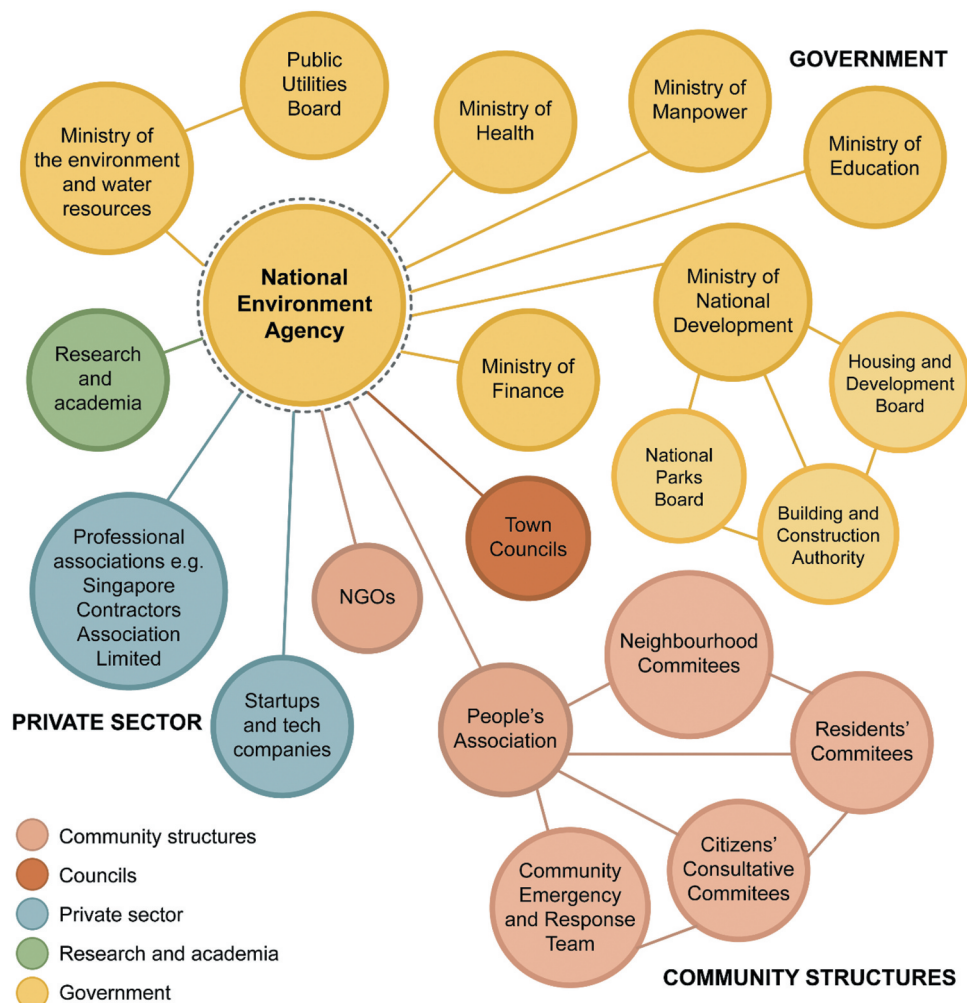 GOVERNMENT
Public
Utilities
Board
Ministry of
the environment
and water
resources
Ministry of
Health
Ministry of
Manpower
Ministry of
Education
National
Environment
Agency
Ministry of
National
Development
Research
and
academia
Ministry of
Finance
Housing and
Development
Board
National
Parks
Board
Building and
Construction
Authority
Professional
associations e.g.
Singapore
Contractors
Association
Limited
Town
Councils
NGOs
Startups
and tech
companies
PRIVATE SECTOR
People's
Association
Neighbourhood
Commitees
Residents'
Commitees
Citizens'
Consultative
Commitees
Community
Emergency
and Response
Team
COMMUNITY STRUCTURES
Community structures
Councils
Private sector
Research and academia
Government